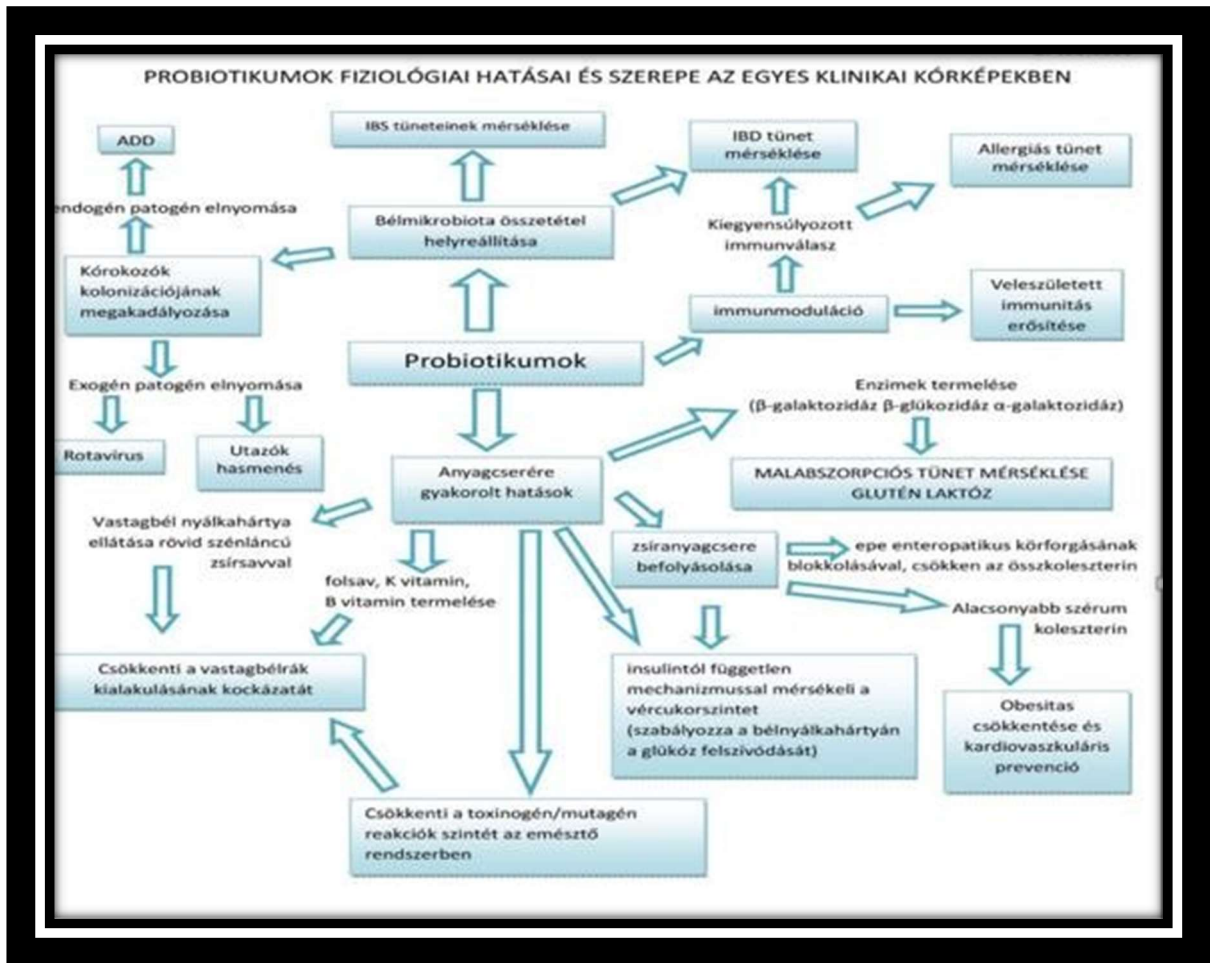 PROBIOTIKUMOK FIZIOLÓGIAI HATÁSAI ÉS SZEREPE AZ EGYES KLINIKAI KÓRKÉPEKBEN
ADD
IBS tüneteinek mérséklése
IBD tünet
mérséklése
Allergiás tünet
mérséklése
endogén patogén elnyomása
Bélmikrobiota összetétel
helyreállítása
Kiegyensúlyozott
immunválasz
Kórokozók
kolonizációjának
megakadályozása
immunmoduláció
Veleszületett
immunitás
erősítése
Probiotikumok
Exogén patogén elnyomása
Rotavirus
Utazók
hasmenés
Enzimek termelése
(β-galaktozidáz β-glükozidáz α-galaktozidáz)
Anyagcserére
gyakorolt hatások
MALABSZORPCIÓS TÜNET MÉRSÉKLÉSE
GLUTÉN LAKTÓZ
Vastagbél nyálkahártya
ellátása rövid szénláncú
zsírsavval
folsav, K vitamin,
B vitamin termelése
zsíranyagcsere
befolyásolása
epe enteropatikus körforgásának
blokkolásával, csökken az összkoleszterin
Alacsonyabb szérum
koleszterin
Csökkenti a vastagbélrák
kialakulásának kockázatát
insulintól független
mechanizmussal mérsékeli a
vércukorszintet
(szabályozza a bélnyálkahártyán
a glükóz felszívódását)
Obesitas
csökkentése és
kardiovaszkuláris
prevenció
Csökkenti a toxinogén/mutagén
reakciók szintét az emésztő
rendszerben